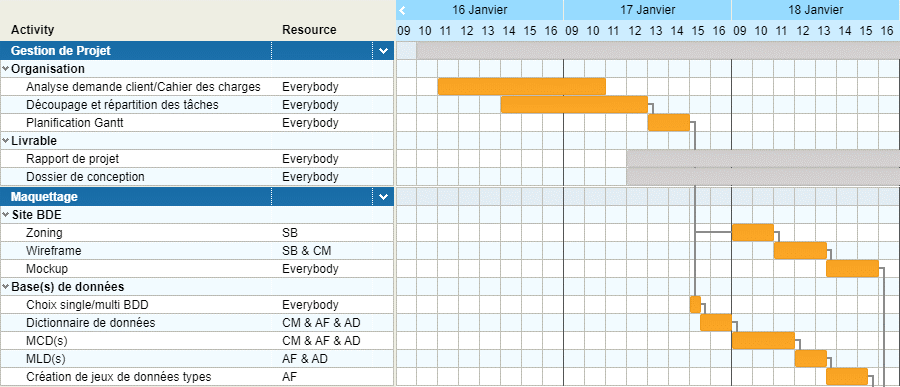 16 Janvier 17 Janvier 18 Janvier
Activity Resource 09 10 11 12 13 14 15 16 09 10 11 12 13 14 15 16 09 10 11 12 13 14 15 16
Gestion de Projet
Organisation
Analyse demande client/Cahier des charges Everybody
Découpage et répartition des tâches Everybody
Planification Gantt Everybody
Livrable
Rapport de projet Everybody
Dossier de conception Everybody
Maquettage
Site BDE
Zoning SB
Wireframe SB & CM
Mockup Everybody
Base(s) de données
Choix single/multi BDD Everybody
Dictionnaire de données CM & AF & AD
MCD(s) CM & AF & AD
MLD(s) AF & AD
Création de jeux de données types AF